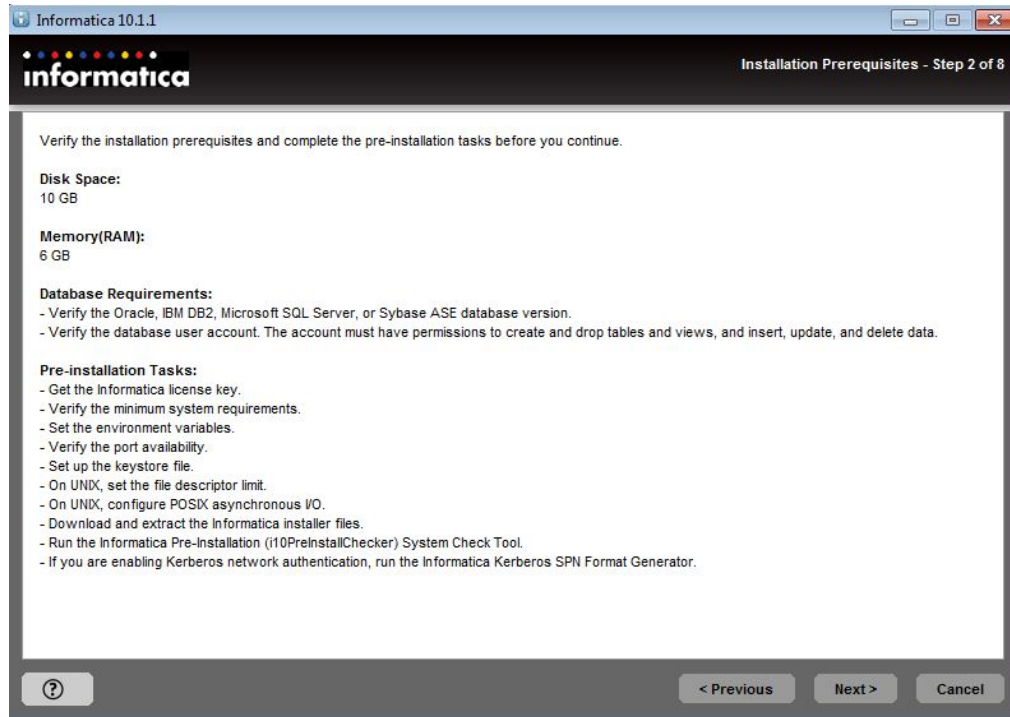 Informatica 10.1.1
informatica
Installation Prerequisites - Step 2 of 8
Verify the installation prerequisites and complete the pre-installation tasks before you continue.
Disk Space:
10 GB
Memory(RAM):
6 GB
Database Requirements:
- Verify the Oracle, IBM DB2, Microsoft SQL Server, or Sybase ASE database version.
- Verify the database user account. The account must have permissions to create and drop tables and views, and insert, update, and delete data.
Pre-installation Tasks:
- Get the Informatica license key.
- Verify the minimum system requirements.
- Set the environment variables.
- Verify the port availability.
- Set up the keystore file.
- On UNIX, set the file descriptor limit.
- On UNIX, configure POSIX asynchronous I/O.
- Download and extract the Informatica installer files.
- Run the Informatica Pre-Installation (i10PreInstallChecker) System Check Tool.
- If you are enabling Kerberos network authentication, run the Informatica Kerberos SPN Format Generator.
? < Previous Next > Cancel